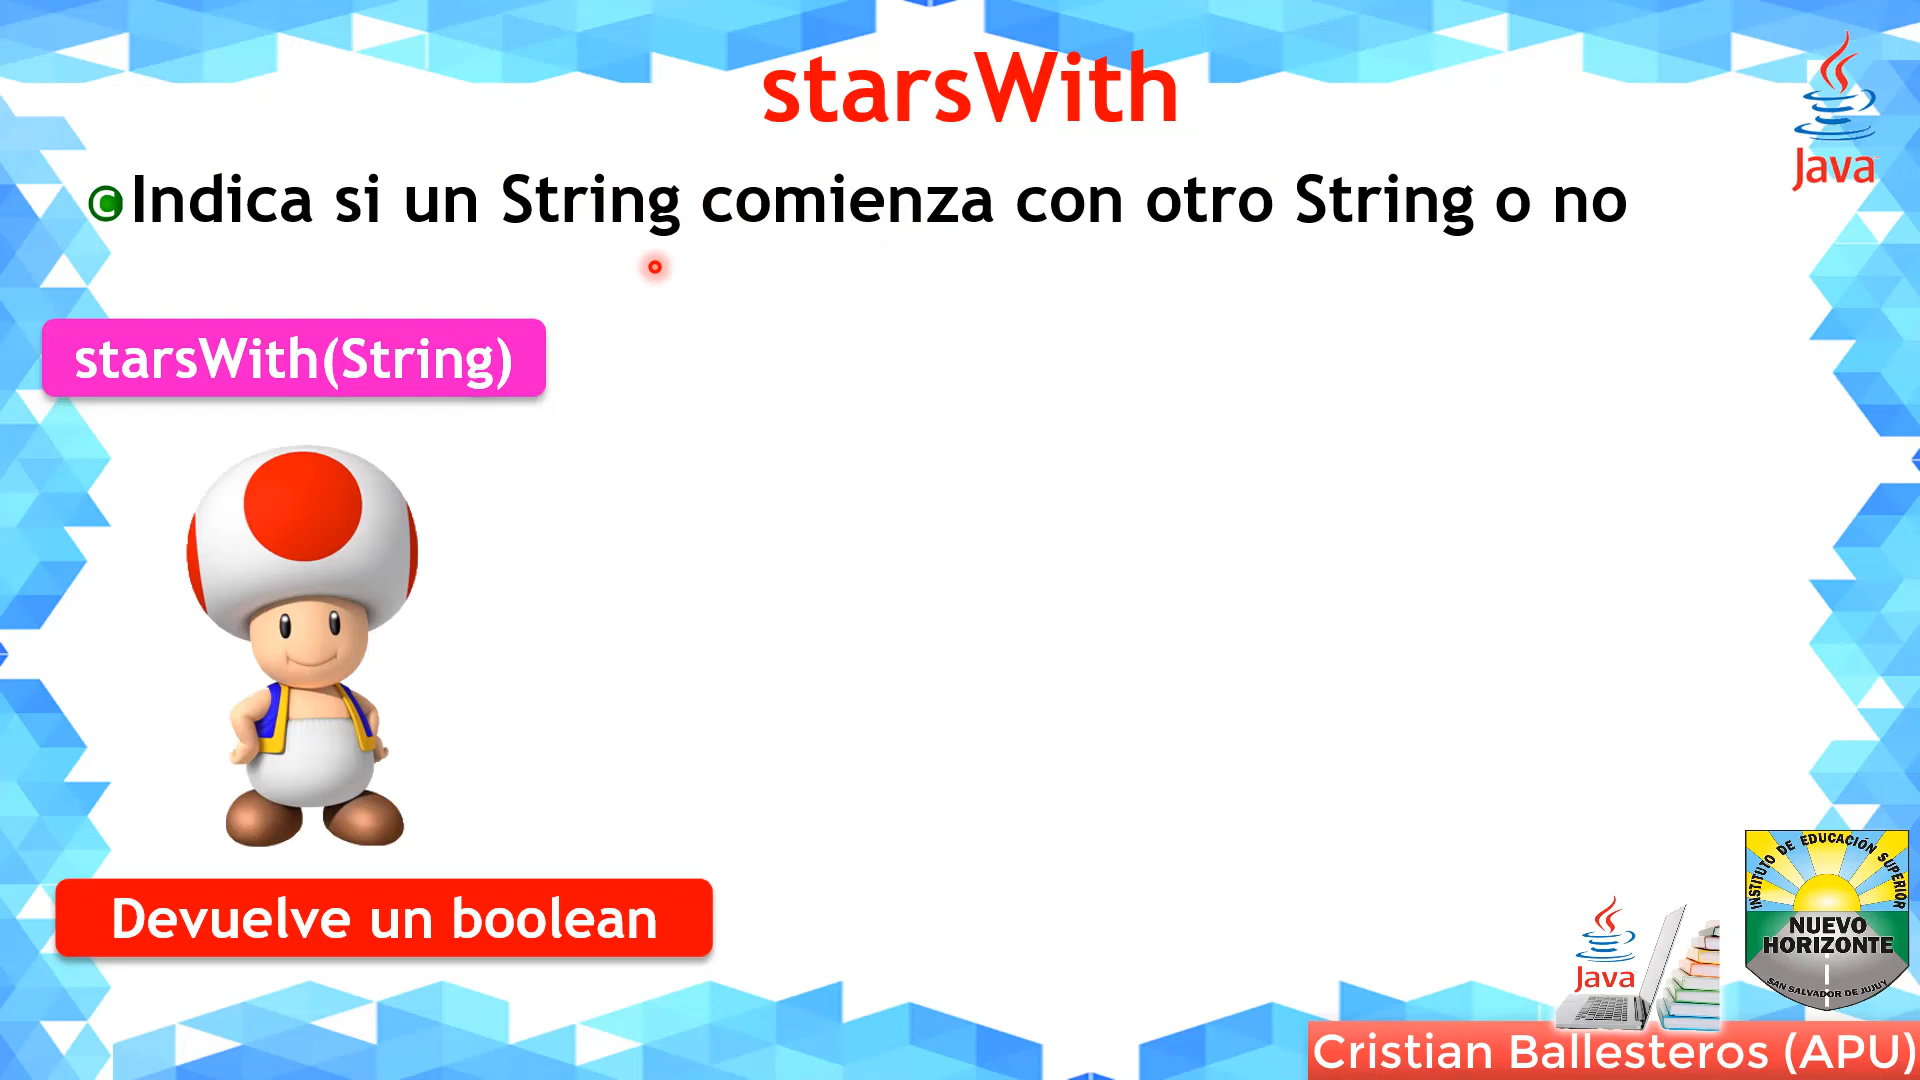 starsWith
Java
Indica si un String comienza con otro String o no
starsWith(String)
Devuelve un boolean
INSTITUTO DE EDUCACIÓN SUPERIOR
NUEVO
HORIZONTE
SAN SALVADOR DE JUJUY
Java
Cristian Ballesteros (APU)